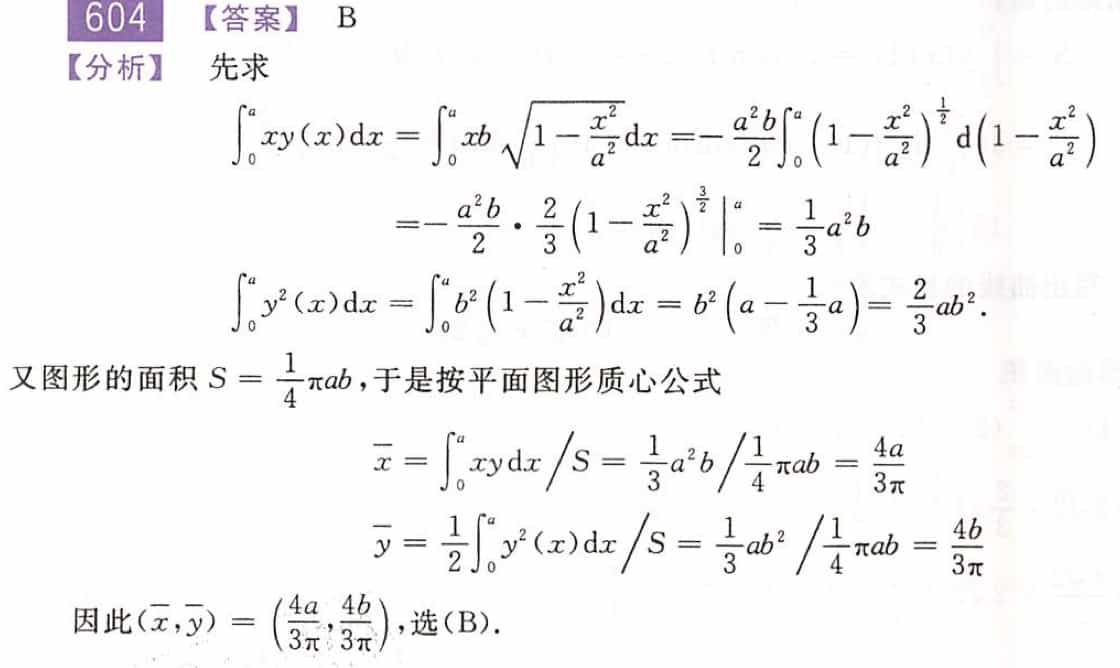 604 【答案】 B
【分析】 先求
$\int_0^a xy(x)\mathrm{d}x = \int_0^a xb\sqrt{1-\frac{x^2}{a^2}}\mathrm{d}x = -\frac{a^2b}{2}\int_0^a \left(1-\frac{x^2}{a^2}\right)^{\frac{1}{2}}\mathrm{d}\left(1-\frac{x^2}{a^2}\right)$
$= -\frac{a^2b}{2}\cdot\frac{2}{3}\left(1-\frac{x^2}{a^2}\right)^{\frac{3}{2}}\Big|_0^a = \frac{1}{3}a^2b$
$\int_0^a y^2(x)\mathrm{d}x = \int_0^a b^2\left(1-\frac{x^2}{a^2}\right)\mathrm{d}x = b^2\left(a-\frac{1}{3}a\right) = \frac{2}{3}ab^2.$
又图形的面积 $S = \frac{1}{4}\pi ab$,于是按平面图形质心公式
$\overline{x} = \int_0^a xy\mathrm{d}x \Big/ S = \frac{1}{3}a^2b \Big/ \frac{1}{4}\pi ab = \frac{4a}{3\pi}$
$\overline{y} = \frac{1}{2}\int_0^a y^2(x)\mathrm{d}x \Big/ S = \frac{1}{3}ab^2 \Big/ \frac{1}{4}\pi ab = \frac{4b}{3\pi}$
因此$(\overline{x},\overline{y}) = \left(\frac{4a}{3\pi},\frac{4b}{3\pi}\right)$,选(B).